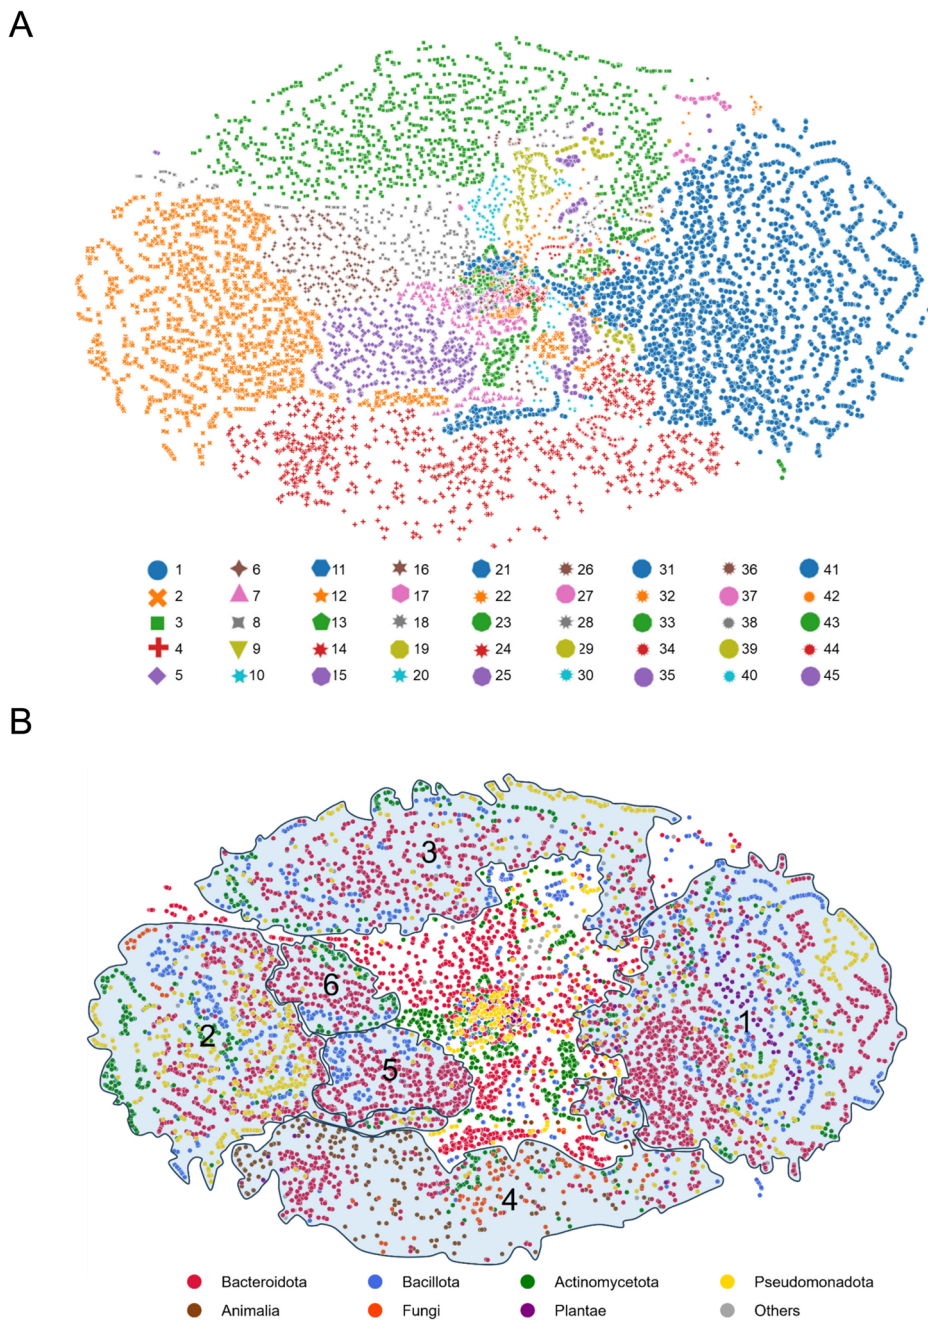 A
1 6 11 16 21 26 31 36 41
2 7 12 17 22 27 32 37 42
3 8 13 18 23 28 33 38 43
4 9 14 19 24 29 34 39 44
5 10 15 20 25 30 35 40 45
B
3
6
2
1
5
4
Bacteroidota Bacillota Actinomycetota Pseudomonadota
Animalia Fungi Plantae Others